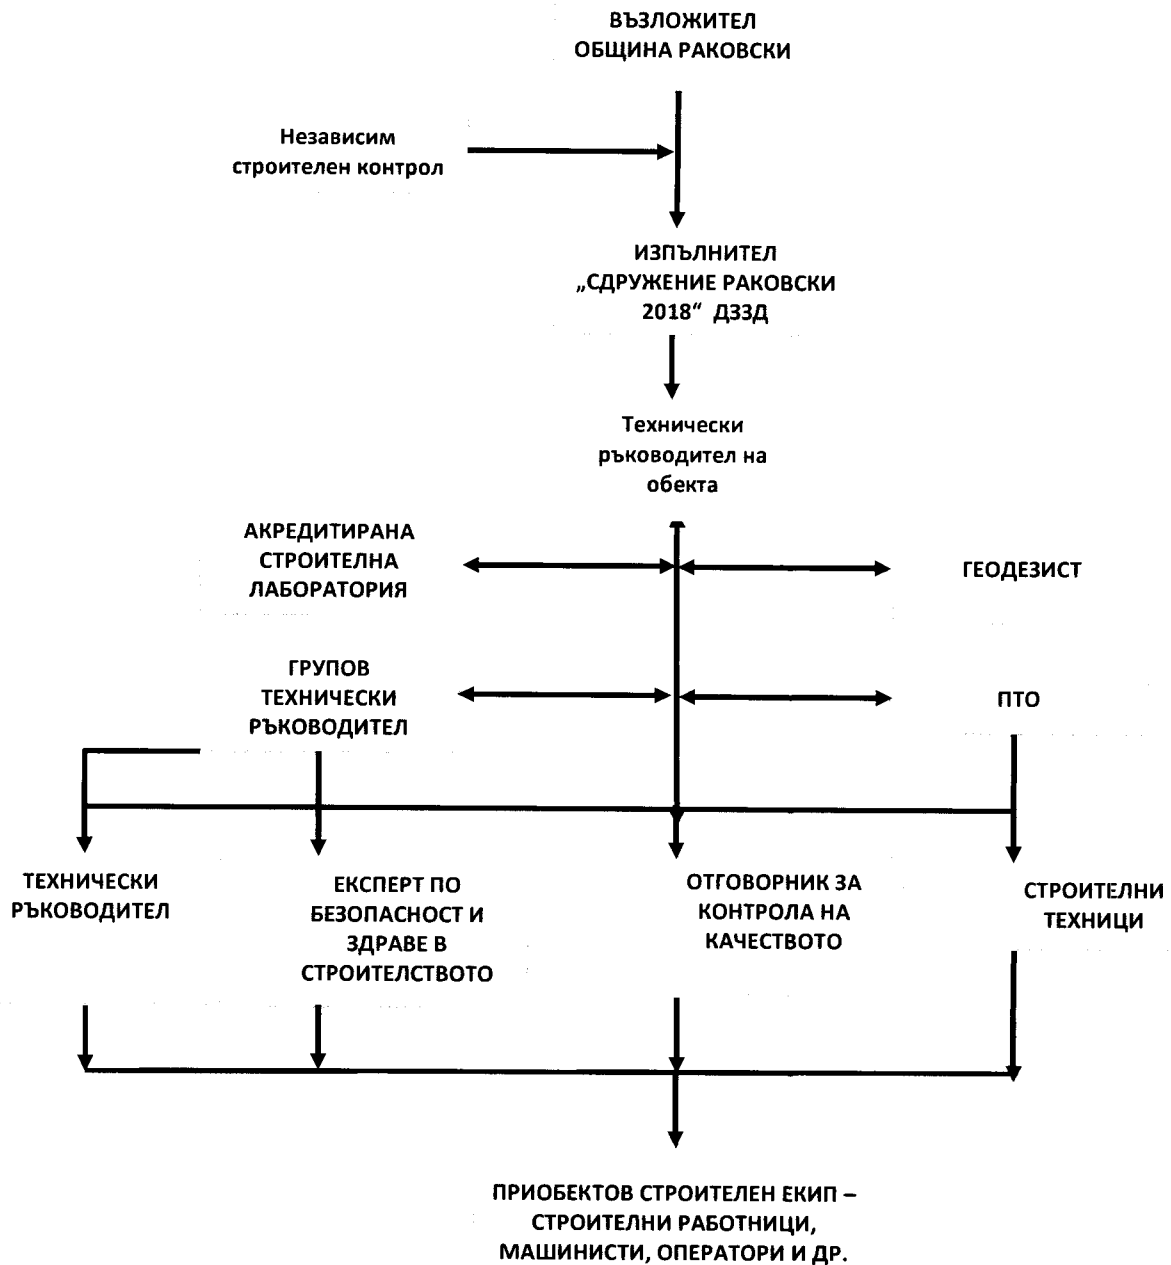 ВЪЗЛОЖИТЕЛ
ОБЩИНА РАКОВСКИ
Независим
строителен контрол
ИЗПЪЛНИТЕЛ
„СДРУЖЕНИЕ РАКОВСКИ
2018“ ДЗЗД
Технически
ръководител на
обекта
АКРЕДИТИРАНА
СТРОИТЕЛНА
ЛАБОРАТОРИЯ
ГЕОДЕЗИСТ
ГРУПОВ
ТЕХНИЧЕСКИ
РЪКОВОДИТЕЛ
ПТО
ТЕХНИЧЕСКИ
РЪКОВОДИТЕЛ
ЕКСПЕРТ ПО
БЕЗОПАСНОСТ И
ЗДРАВЕ В
СТРОИТЕЛСТВОТО
ОТГОВОРНИК ЗА
КОНТРОЛА НА
КАЧЕСТВОТО
СТРОИТЕЛНИ
ТЕХНИЦИ
ПРИОБЕКТОВ СТРОИТЕЛЕН ЕКИП –
СТРОИТЕЛНИ РАБОТНИЦИ,
МАШИНИСТИ, ОПЕРАТОРИ И ДР.